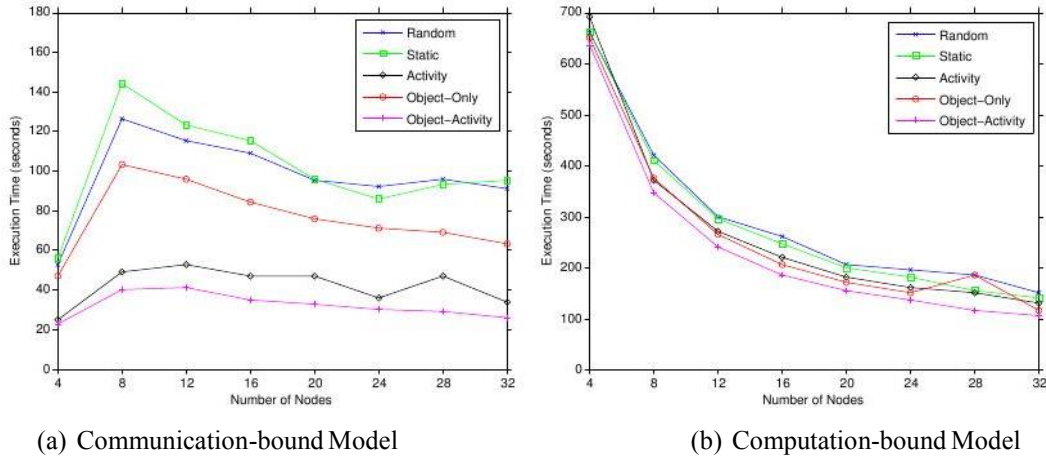 180
160
140
120
100
80
60
40
20
0
Execution Time (seconds)
4 8 12 16 20 24 28 32
Number of Nodes
Random
Static
Activity
Object-Only
Object-Activity
(a) Communication-bound Model
700
600
500
400
300
200
100
0
Execution Time (seconds)
4 8 12 16 20 24 28 32
Number of Nodes
Random
Static
Activity
Object-Only
Object-Activity
(b) Computation-bound Model